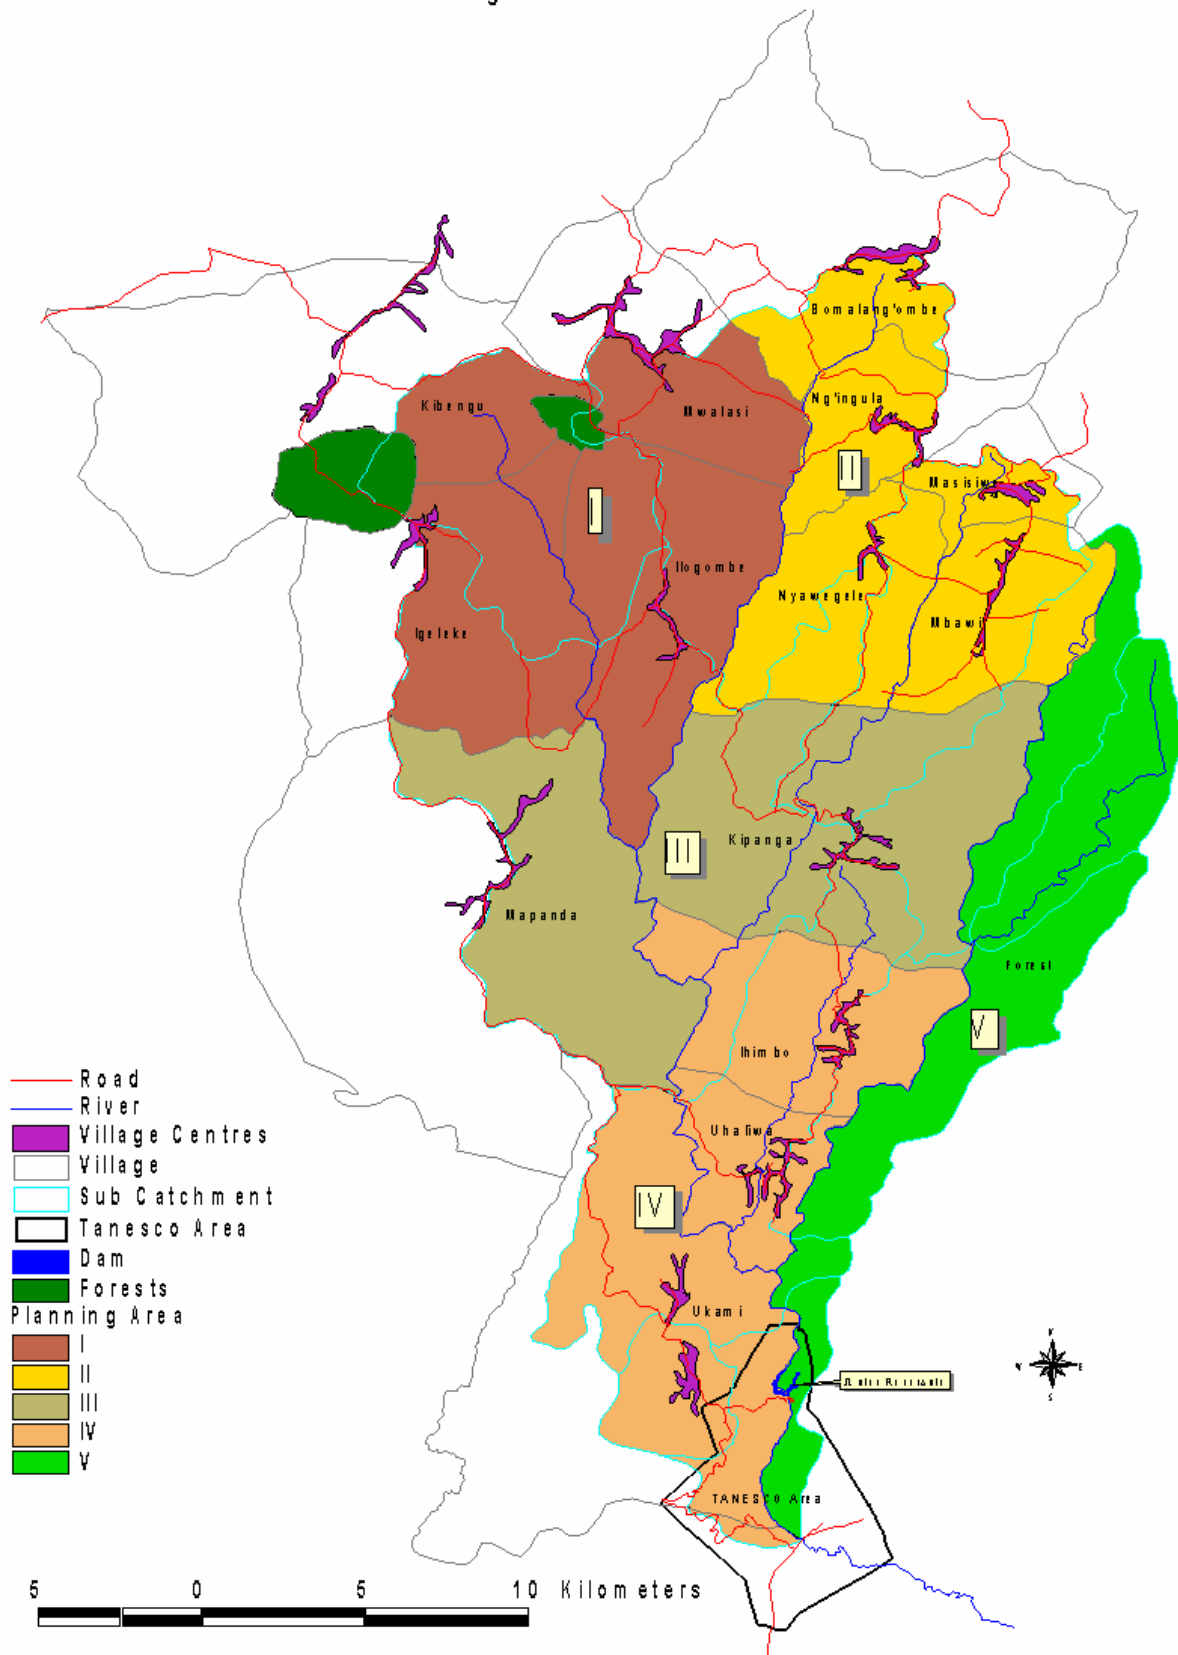 g
Bomalang'ombe
Kibengu
Mwalasi
Ng'ingula
II
Masisiwe
I
Ilogombe
Nyawegele
Igeleke
Mbawi
III
Kipanga
Mapanda
Forest
V
Ihimbo
Uhafiwa
IV
Ukami
TANESCO Area
Road
River
Village Centres
Village
Sub Catchment
Tanesco Area
Dam
Forests
Planning Area
I
II
III
IV
V
N
W E
S
5 0 5 10 Kilometers